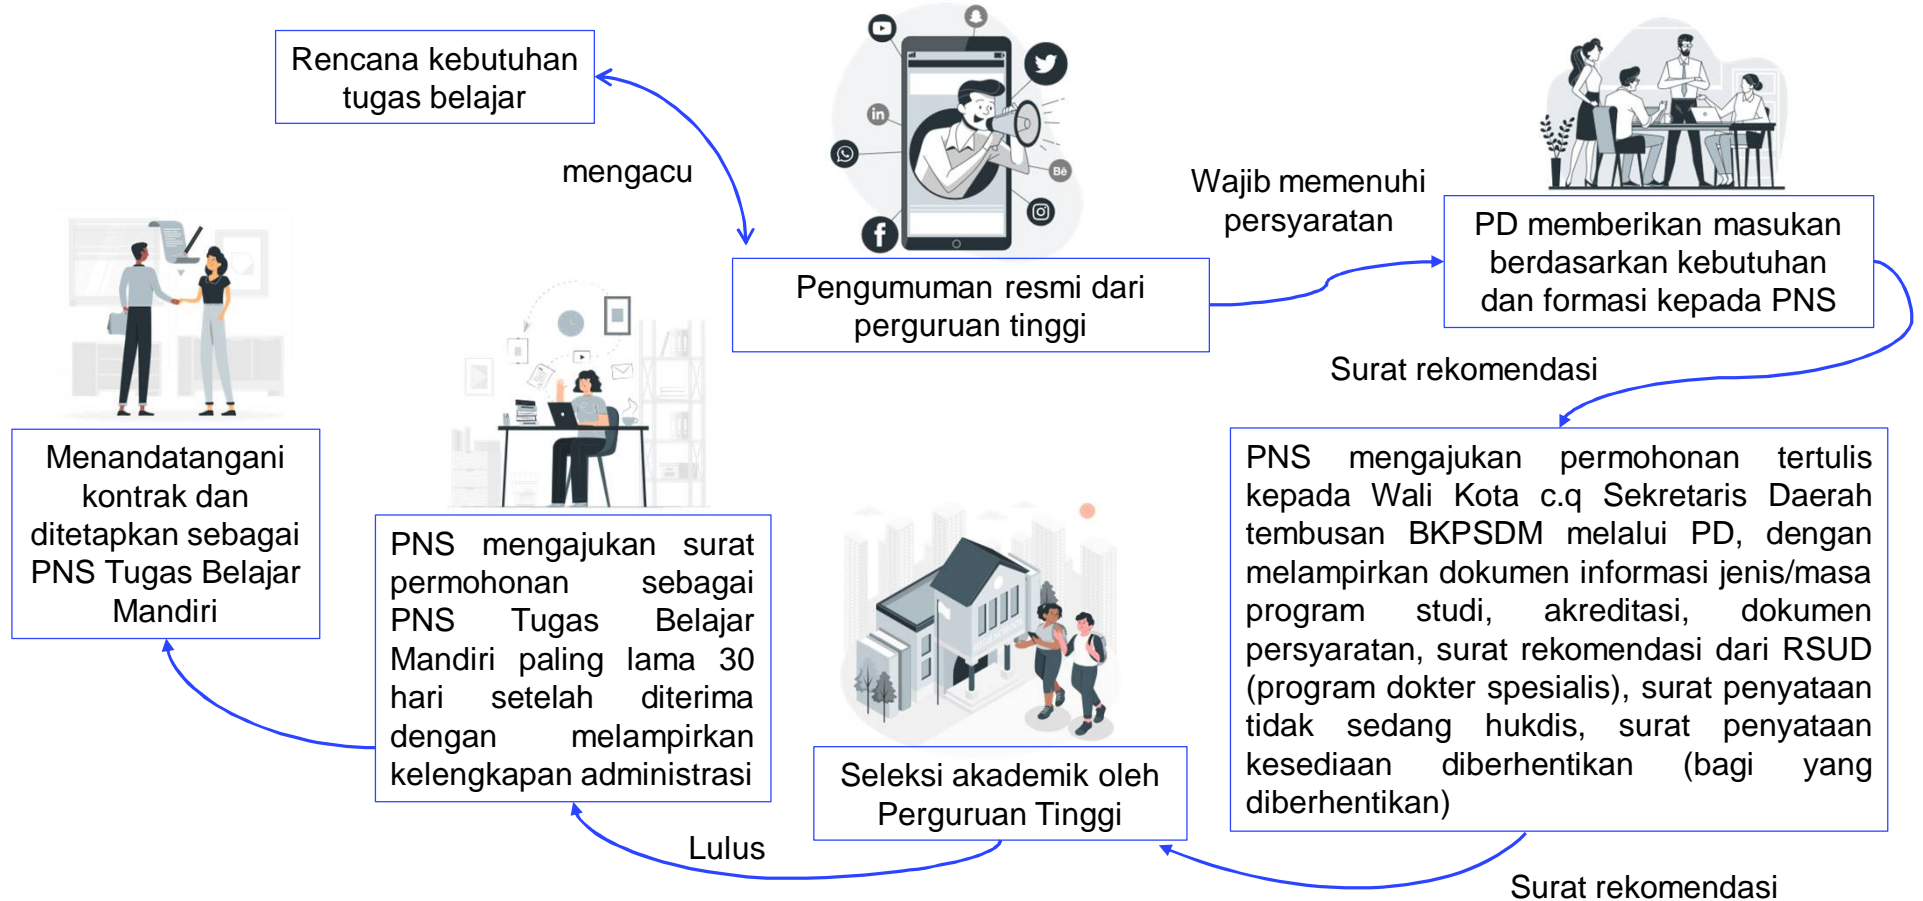 Rencana kebutuhan
tugas belajar
mengacu
in
Bē
f
Pengumuman resmi dari
perguruan tinggi
Wajib memenuhi
persyaratan
PD memberikan masukan
berdasarkan kebutuhan
dan formasi kepada PNS
Surat rekomendasi
PNS mengajukan permohonan tertulis
kepada Wali Kota c.q Sekretaris Daerah
tembusan BKPSDM melalui PD, dengan
melampirkan dokumen informasi jenis/masa
program studi, akreditasi, dokumen
persyaratan, surat rekomendasi dari RSUD
(program dokter spesialis), surat penyataan
tidak sedang hukdis, surat penyataan
kesediaan diberhentikan (bagi yang
diberhentikan)
Surat rekomendasi
Seleksi akademik oleh
Perguruan Tinggi
Lulus
PNS mengajukan surat
permohonan sebagai
PNS Tugas Belajar
Mandiri paling lama 30
hari setelah diterima
dengan melampirkan
kelengkapan administrasi
Menandatangani
kontrak dan
ditetapkan sebagai
PNS Tugas Belajar
Mandiri